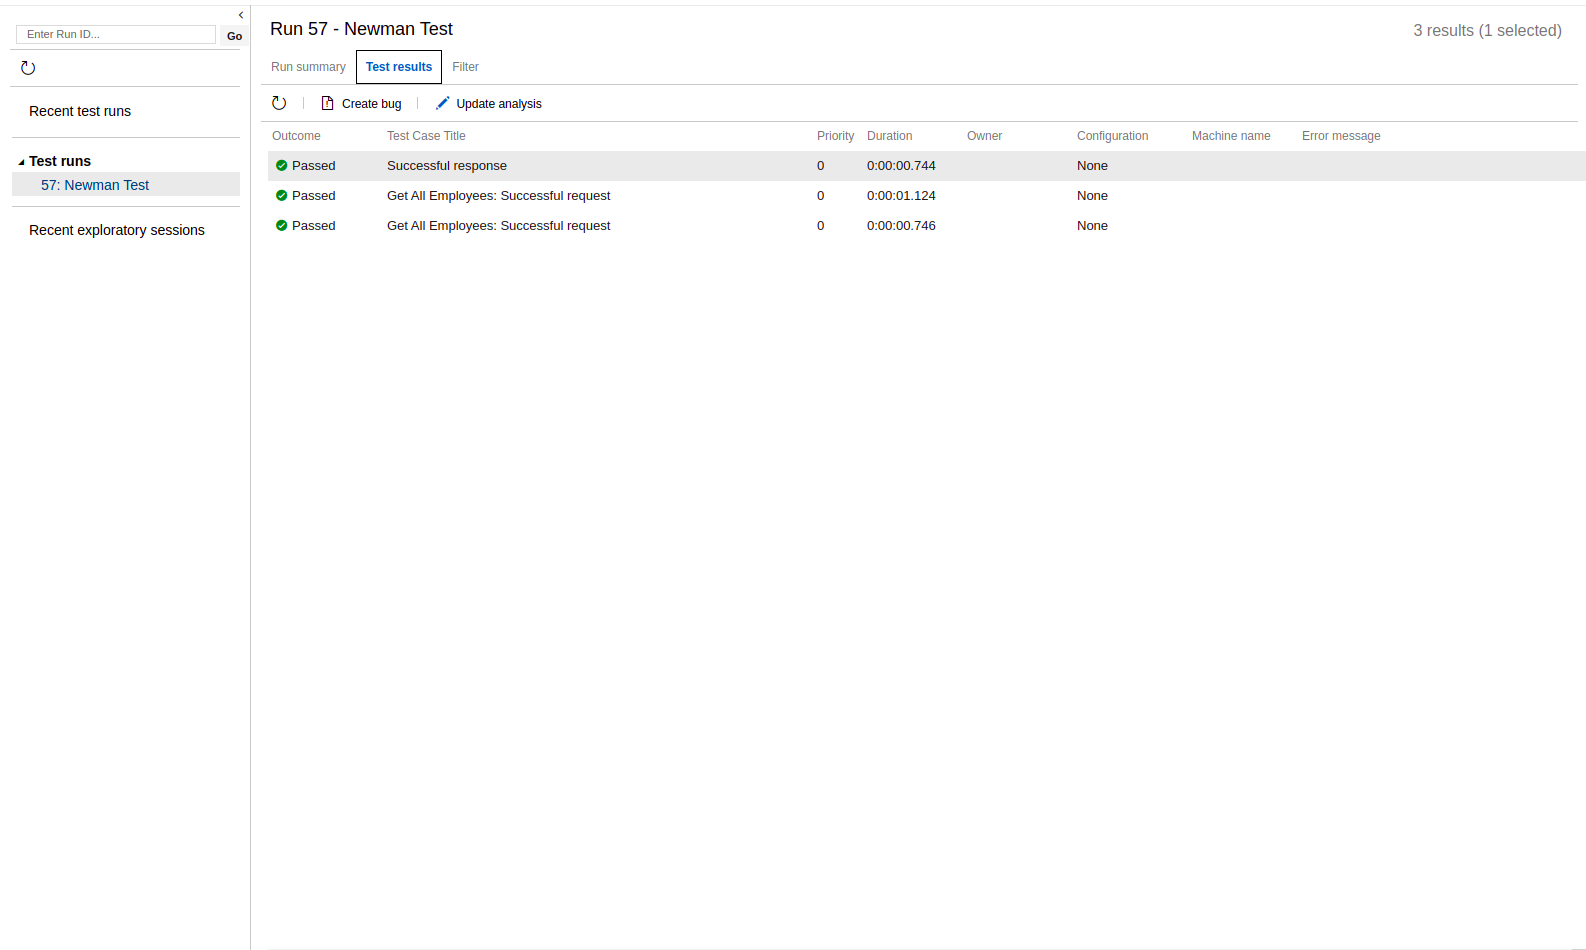 Enter Run ID...
Go
Recent test runs
Test runs
57: Newman Test
Recent exploratory sessions
Run 57 - Newman Test
3 results (1 selected)
Run summary Test results Filter
Create bug Update analysis
Outcome Test Case Title Priority Duration Owner Configuration Machine name Error message
Passed Successful response 0 0:00:00.744 None
Passed Get All Employees: Successful request 0 0:00:01.124 None
Passed Get All Employees: Successful request 0 0:00:00.746 None